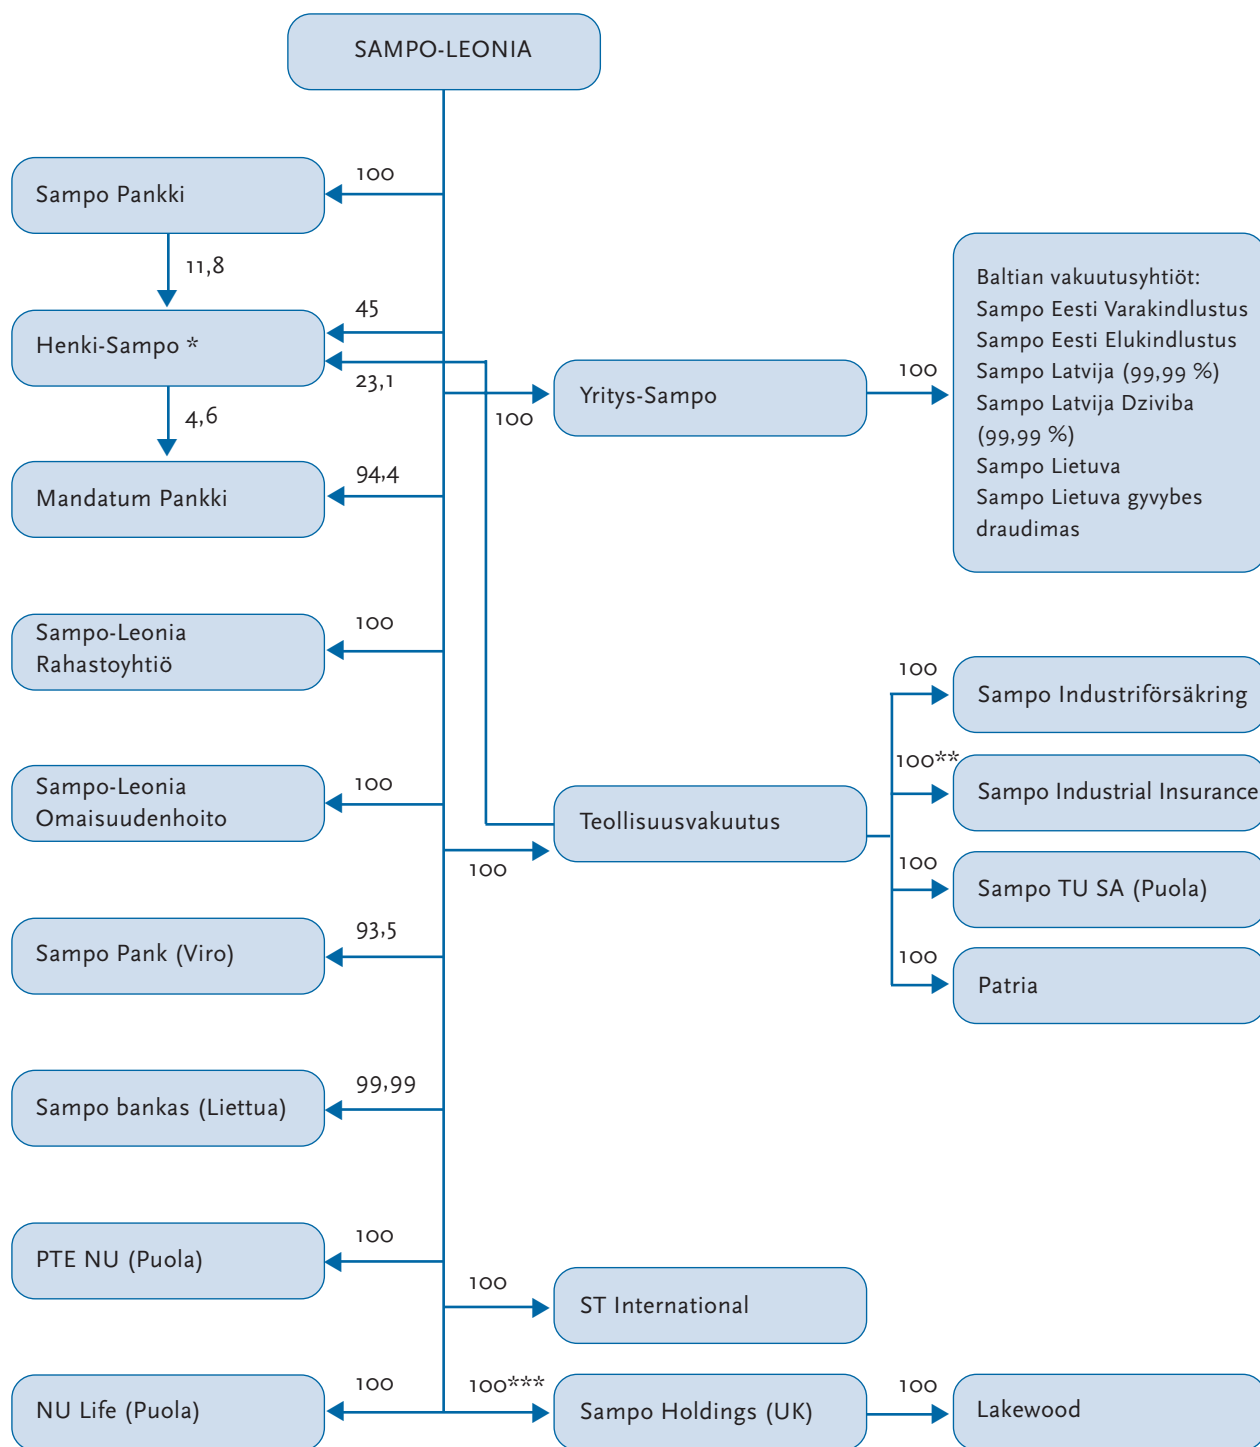 SAMPO-LEONIA
100
Sampo Pankki
11,8
45
Henki-Sampo *
23,1
4,6
94,4
Mandatum Pankki
100
Yritys-Sampo
100
Baltian vakuutusyhtiöt:
Sampo Eesti Varakindlustus
Sampo Eesti Elukindlustus
Sampo Latvija (99,99 %)
Sampo Latvija Dziviba
(99,99 %)
Sampo Lietuva
Sampo Lietuva gyvybes
draudimas
100
Sampo-Leonia
Rahastoyhtiö
100
Sampo-Leonia
Omaisuudenhoito
100
Teollisuusvakuutus
100
Sampo Industriförsäkring
100**
Sampo Industrial Insurance
100
Sampo TU SA (Puola)
100
Patria
93,5
Sampo Pank (Viro)
99,99
Sampo bankas (Liettua)
100
PTE NU (Puola)
100
ST International
100
NU Life (Puola)
100***
Sampo Holdings (UK)
100
Lakewood